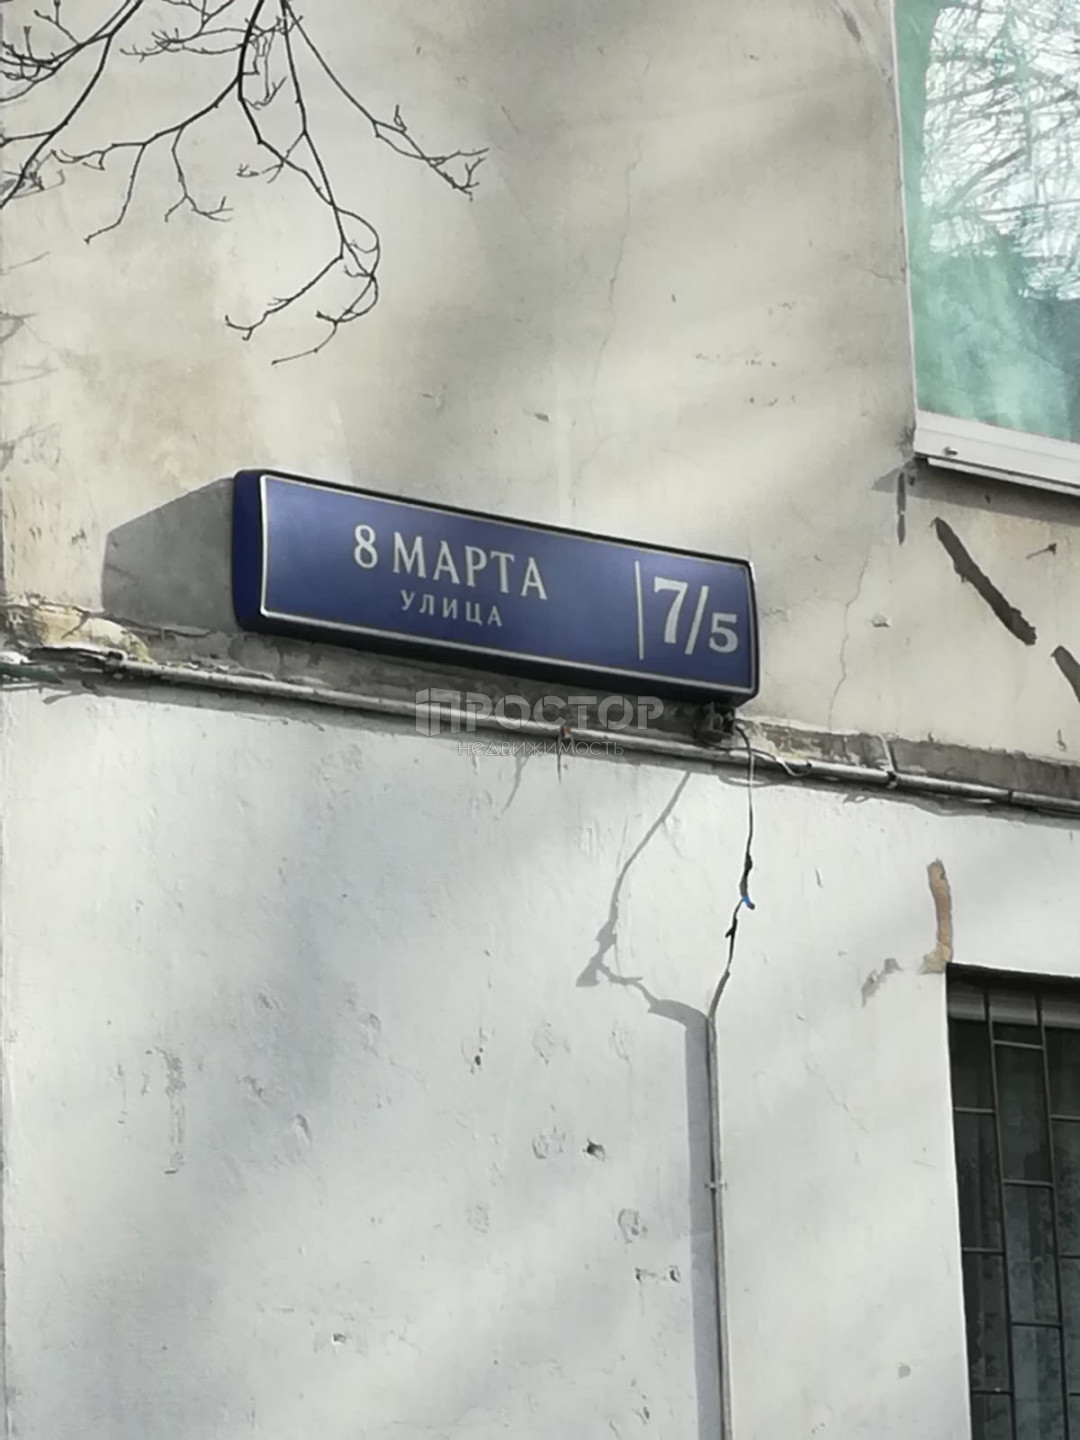 8 МАРТА
УЛИЦА
7/5
ПРОСТОР
НЕДВИЖИМОСТЬ